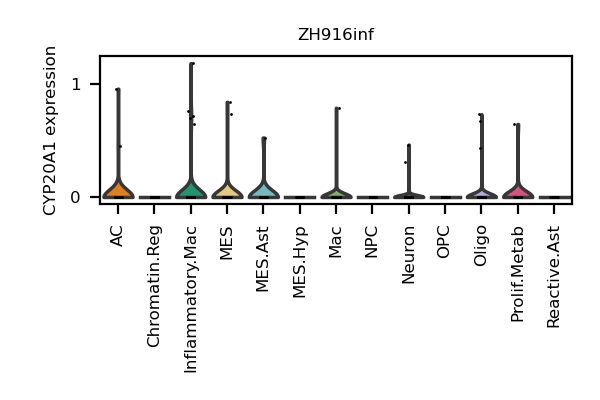 ZH916inf
CYP20A1 expression
1
0
AC
Chromatin.Reg
Inflammatory.Mac
MES
MES.Ast
MES.Hyp
Mac
NPC
Neuron
OPC
Oligo
Prolif.Metab
Reactive.Ast